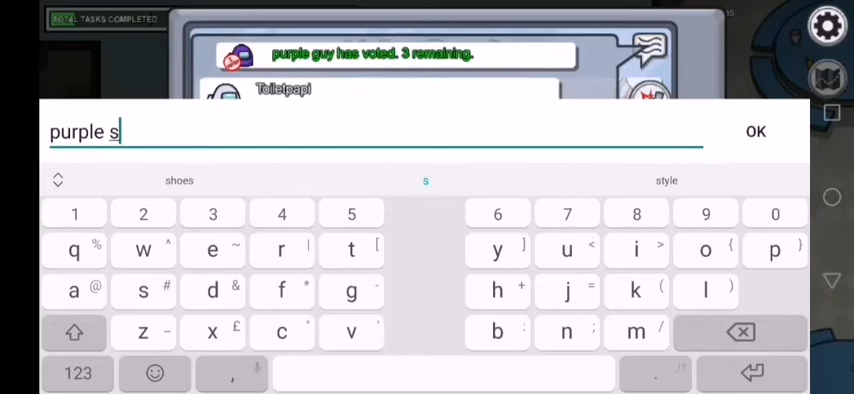 TOTAL TASKS COMPLETED
purple guy has voted. 3 remaining.
Toiletpapi
purple s
OK
shoes s style
1 2 3 4 5 6 7 8 9 0
q % w ^ e ~ r | t [ y ] u < i > o { p }
a @ s # d & f * g - h + j = k ( l )
z _ x £ c " v ' b : n ; m /
123 , . ,!?